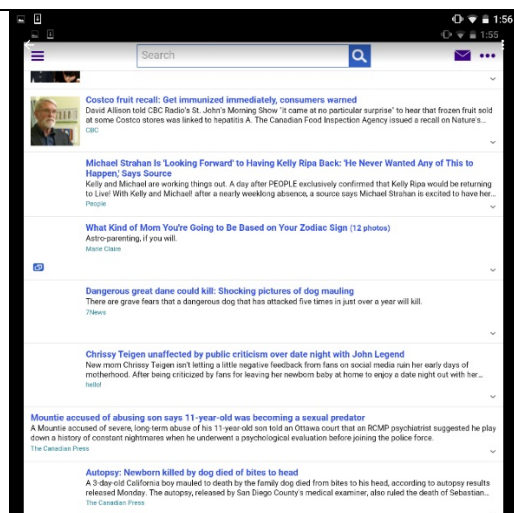 1:56
1:55
Search
Costco fruit recall: Get immunized immediately, consumers warned
David Allison told CBC Radio's St. John's Morning Show "it came at no particular surprise" to hear that frozen fruit sold
at some Costco stores was linked to hepatitis A. The Canadian Food Inspection Agency issued a recall on Nature's...
CBC
Michael Strahan Is 'Looking Forward' to Having Kelly Ripa Back: 'He Never Wanted Any of This to
Happen,' Says Source
Kelly and Michael are working things out. A day after PEOPLE exclusively confirmed that Kelly Ripa would be returning
to Live! With Kelly and Michael! after a nearly weeklong absence, a source says Michael Strahan is excited to have her...
People
What Kind of Mom You're Going to Be Based on Your Zodiac Sign (12 photos)
Astro-parenting, if you will.
Marie Claire
Dangerous great dane could kill: Shocking pictures of dog mauling
There are grave fears that a dangerous dog that has attacked five times in just over a year will kill.
7News
Chrissy Teigen unaffected by public criticism over date night with John Legend
New mom Chrissy Teigen isn't letting a little negative feedback from fans on social media ruin her early days of
motherhood. After being criticized by fans for leaving her newborn baby at home to enjoy a date night out with her...
hello!
Mountie accused of abusing son says 11-year-old was becoming a sexual predator
A Mountie accused of severe, long-term abuse of his 11-year-old son told an Ottawa court that an RCMP psychiatrist suggested he play
down a history of constant nightmares when he underwent a psychological evaluation before joining the police force.
The Canadian Press
Autopsy: Newborn killed by dog died of bites to head
A 3-day-old California boy mauled to death by the family dog died from bites to his head, according to autopsy results
released Monday. The autopsy, released by San Diego County's medical examiner, also ruled the death of Sebastian...
The Canadian Press